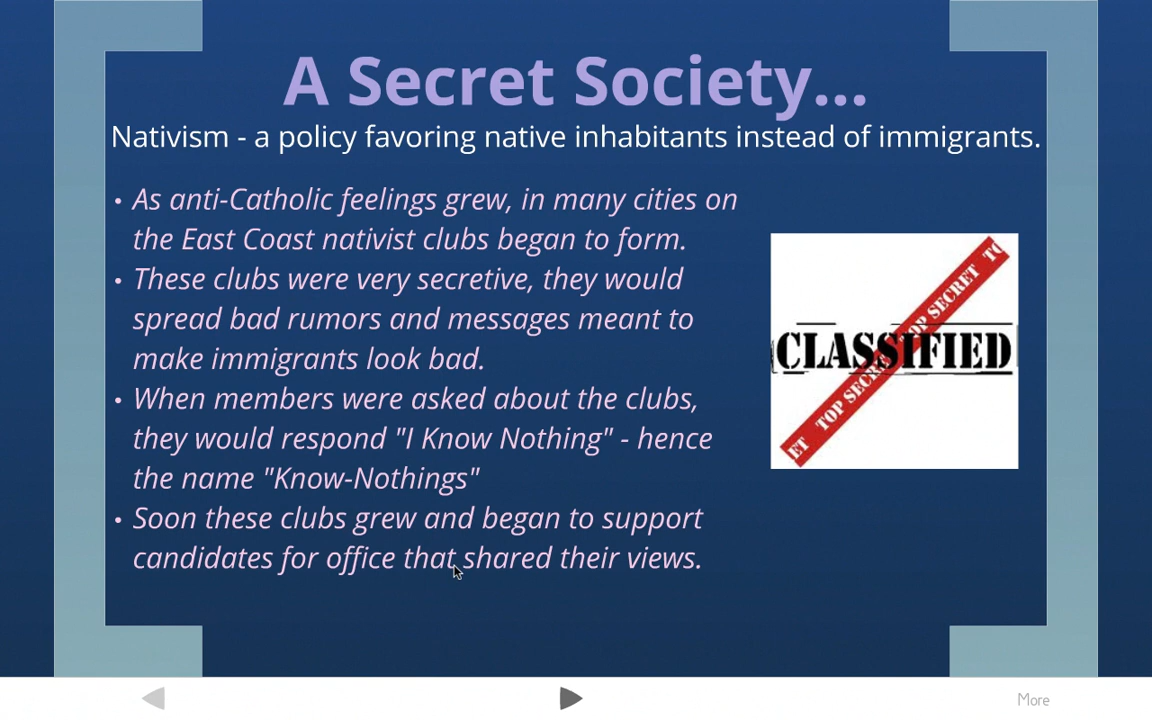 A Secret Society...
Nativism - a policy favoring native inhabitants instead of immigrants.
• As anti-Catholic feelings grew, in many cities on
the East Coast nativist clubs began to form.
• These clubs were very secretive, they would
spread bad rumors and messages meant to
make immigrants look bad.
• When members were asked about the clubs,
they would respond "I Know Nothing" - hence
the name "Know-Nothings"
• Soon these clubs grew and began to support
candidates for office that shared their views.
CLASSIFIED
ET TOP SECRET TOP SECRET TO
More